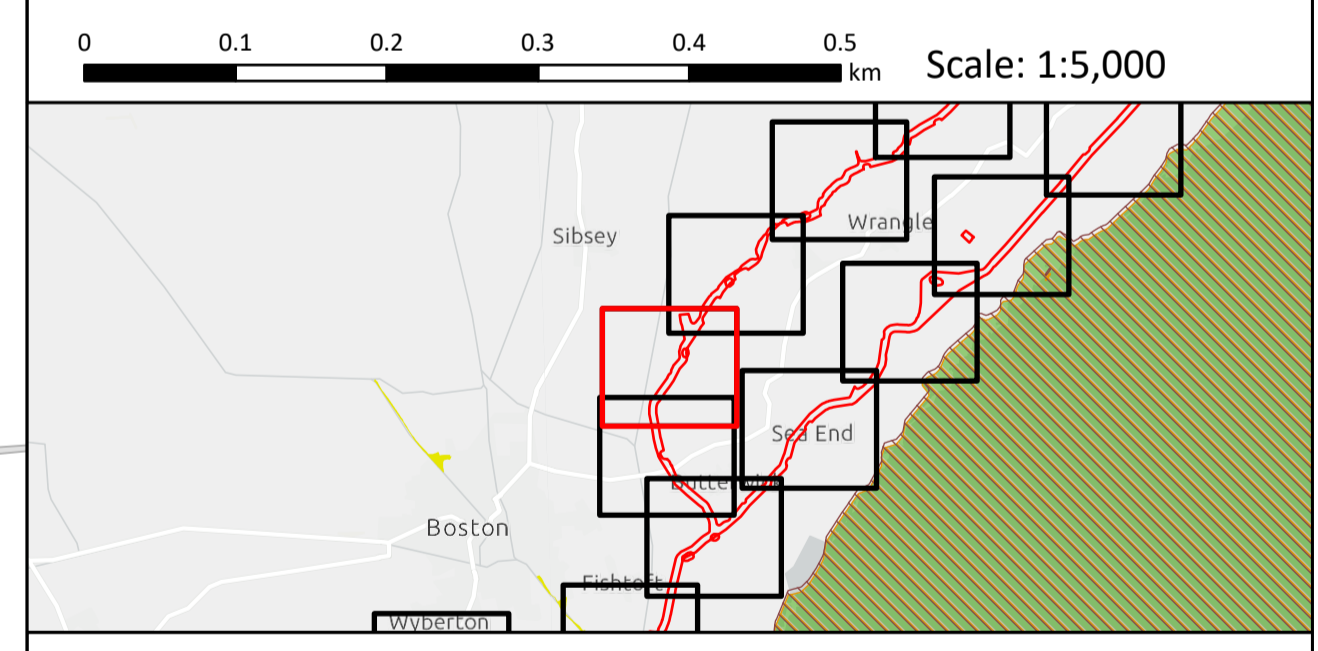 0 0.1 0.2 0.3 0.4 0.5
km
Scale: 1:5,000
Wrangle
Sibsey
Sea End
Butterwick
Boston
Fishtoft
Wyberton